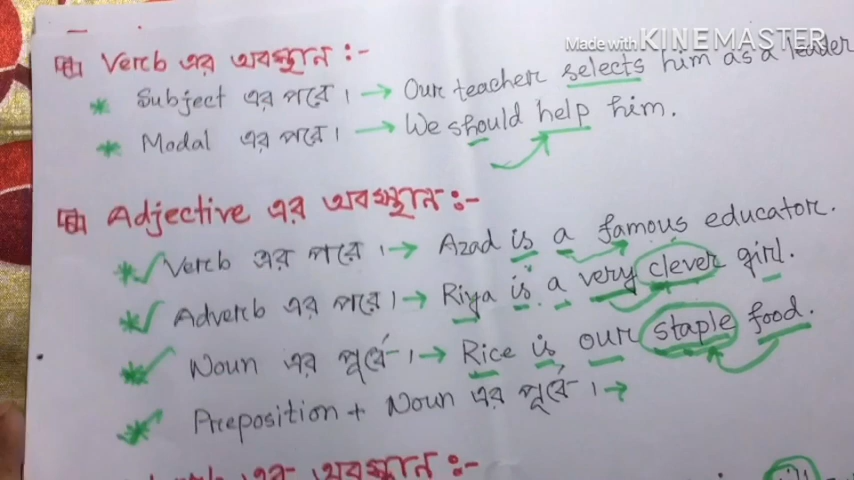 Made with KINEMASTER
Verb এর অবস্থান :-
* Subject এর পরে। → Our teacher selects him as a leader
* Modal এর পরে। → We should help him.
Adjective এর অবস্থান :-
* Verb এর পরে। → Azad is a famous educator.
* Adverb এর পরে। → Riya is a very clever girl.
* Noun এর পূর্বে। → Rice is our staple food.
* Preposition + Noun এর পূর্বে। →
এর অবস্থান :-